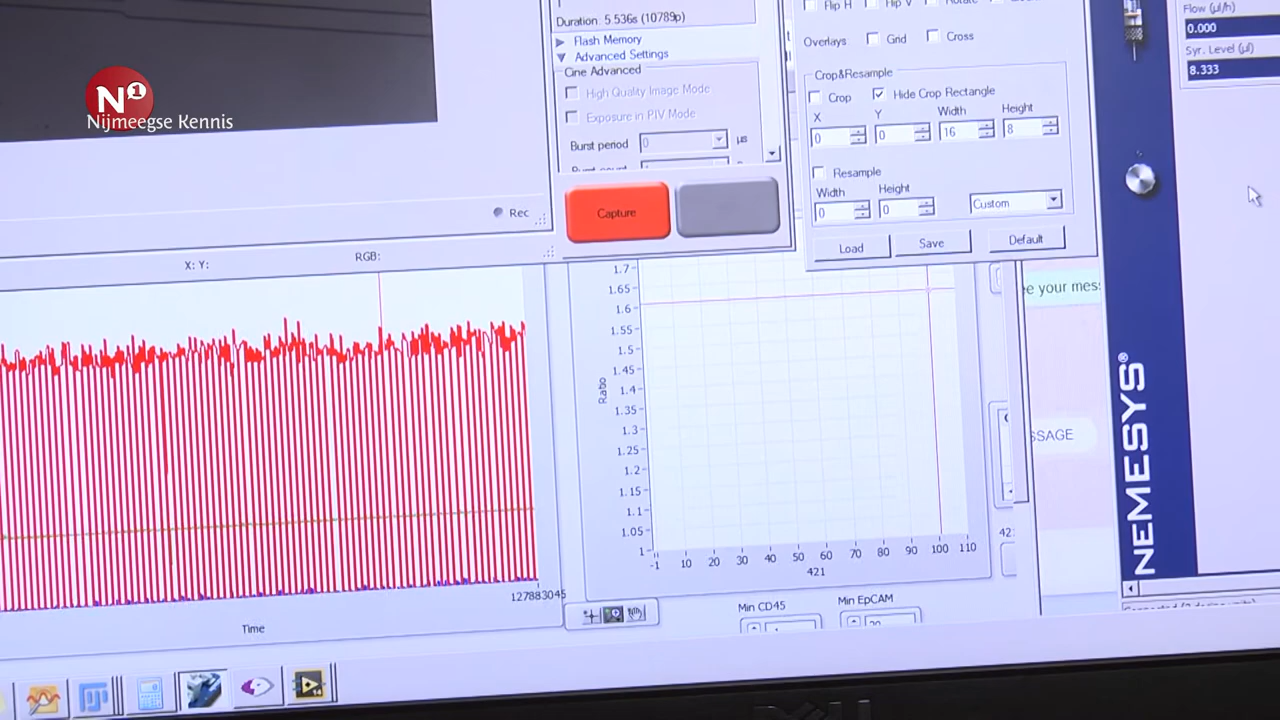 N1
Nijmeegse Kennis
Duration: 5.536s (10789p)
Flash Memory
Advanced Settings
Cine Advanced
High Quality Image Mode
Exposure in PIV Mode
Burst period
0
µs
Capture
Rec
X: Y:
RGB:
Flip H
Flip V
Rotate
Overlays
Grid
Cross
Crop&Resample
Crop
Hide Crop Rectangle
X
Y
Width
Height
0
0
16
8
Resample
Width
Height
0
0
Custom
Load
Save
Default
Flow (µl/h)
0.000
Syr. Level (µl)
8.333
e your mess
SSAGE
NEMESYS®
127883045
Time
1.7
1.65
1.6
1.55
1.5
1.45
1.4
1.35
1.3
1.25
1.2
1.15
1.1
1.05
1
Ratio
-1 10 20 30 40 50 60 70 80 90 100 110
421
42
Min CD45
Min EpCAM
14
DELL